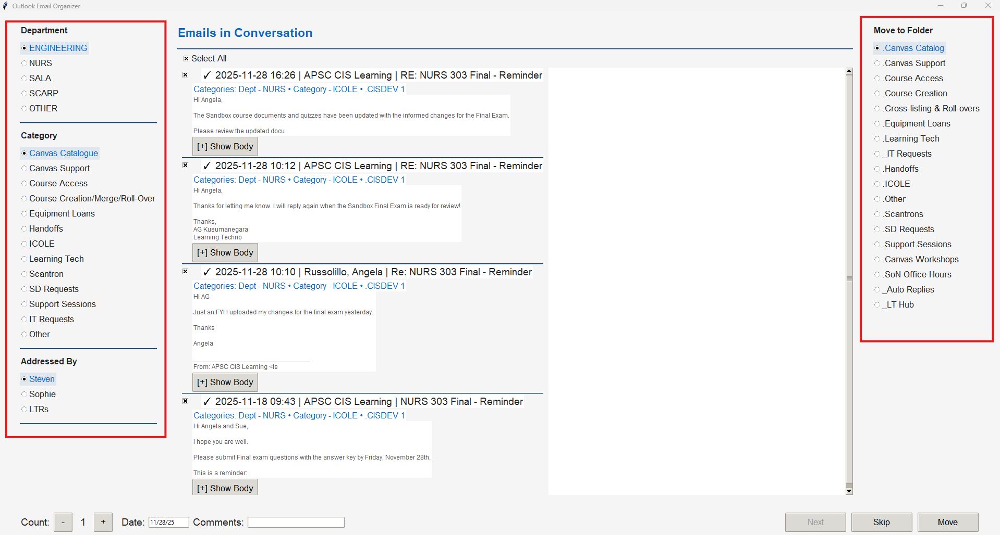 Outlook Email Organizer
Department
ENGINEERING
NURS
SALA
SCARP
OTHER
Category
Canvas Catalogue
Canvas Support
Course Access
Course Creation/Merge/Roll-Over
Equipment Loans
Handoffs
ICOLE
Learning Tech
Scantron
SD Requests
Support Sessions
IT Requests
Other
Addressed By
Steven
Sophie
LTRs
Emails in Conversation
Select All
✓ 2025-11-28 16:26 | APSC CIS Learning | RE: NURS 303 Final - Reminder
Categories: Dept - NURS • Category - ICOLE • .CISDEV 1
Hi Angela,
The Sandbox course documents and quizzes have been updated with the informed changes for the Final Exam.
Please review the updated docu
[+] Show Body
✓ 2025-11-28 10:12 | APSC CIS Learning | RE: NURS 303 Final - Reminder
Categories: Dept - NURS • Category - ICOLE • .CISDEV 1
Hi Angela,
Thanks for letting me know. I will reply again when the Sandbox Final Exam is ready for review!
Thanks,
AG Kusumanegara
Learning Techno
[+] Show Body
✓ 2025-11-28 10:10 | Russolillo, Angela | Re: NURS 303 Final - Reminder
Categories: Dept - NURS • Category - ICOLE • .CISDEV 1
Hi AG
Just an FYI I uploaded my changes for the final exam yesterday.
Thanks
Angela
From: APSC CIS Learning <le
[+] Show Body
✓ 2025-11-18 09:43 | APSC CIS Learning | NURS 303 Final - Reminder
Categories: Dept - NURS • Category - ICOLE • .CISDEV 1
Hi Angela and Sue,
I hope you are well.
Please submit Final exam questions with the answer key by Friday, November 28th.
This is a reminder:
[+] Show Body
Move to Folder
.Canvas Catalog
.Canvas Support
.Course Access
.Course Creation
.Cross-listing & Roll-overs
.Equipment Loans
.Learning Tech
_IT Requests
.Handoffs
.ICOLE
.Other
.Scantrons
.SD Requests
.Support Sessions
.Canvas Workshops
.SoN Office Hours
_Auto Replies
_LT Hub
Count: - 1 + Date: 11/28/25 Comments:
Next Skip Move